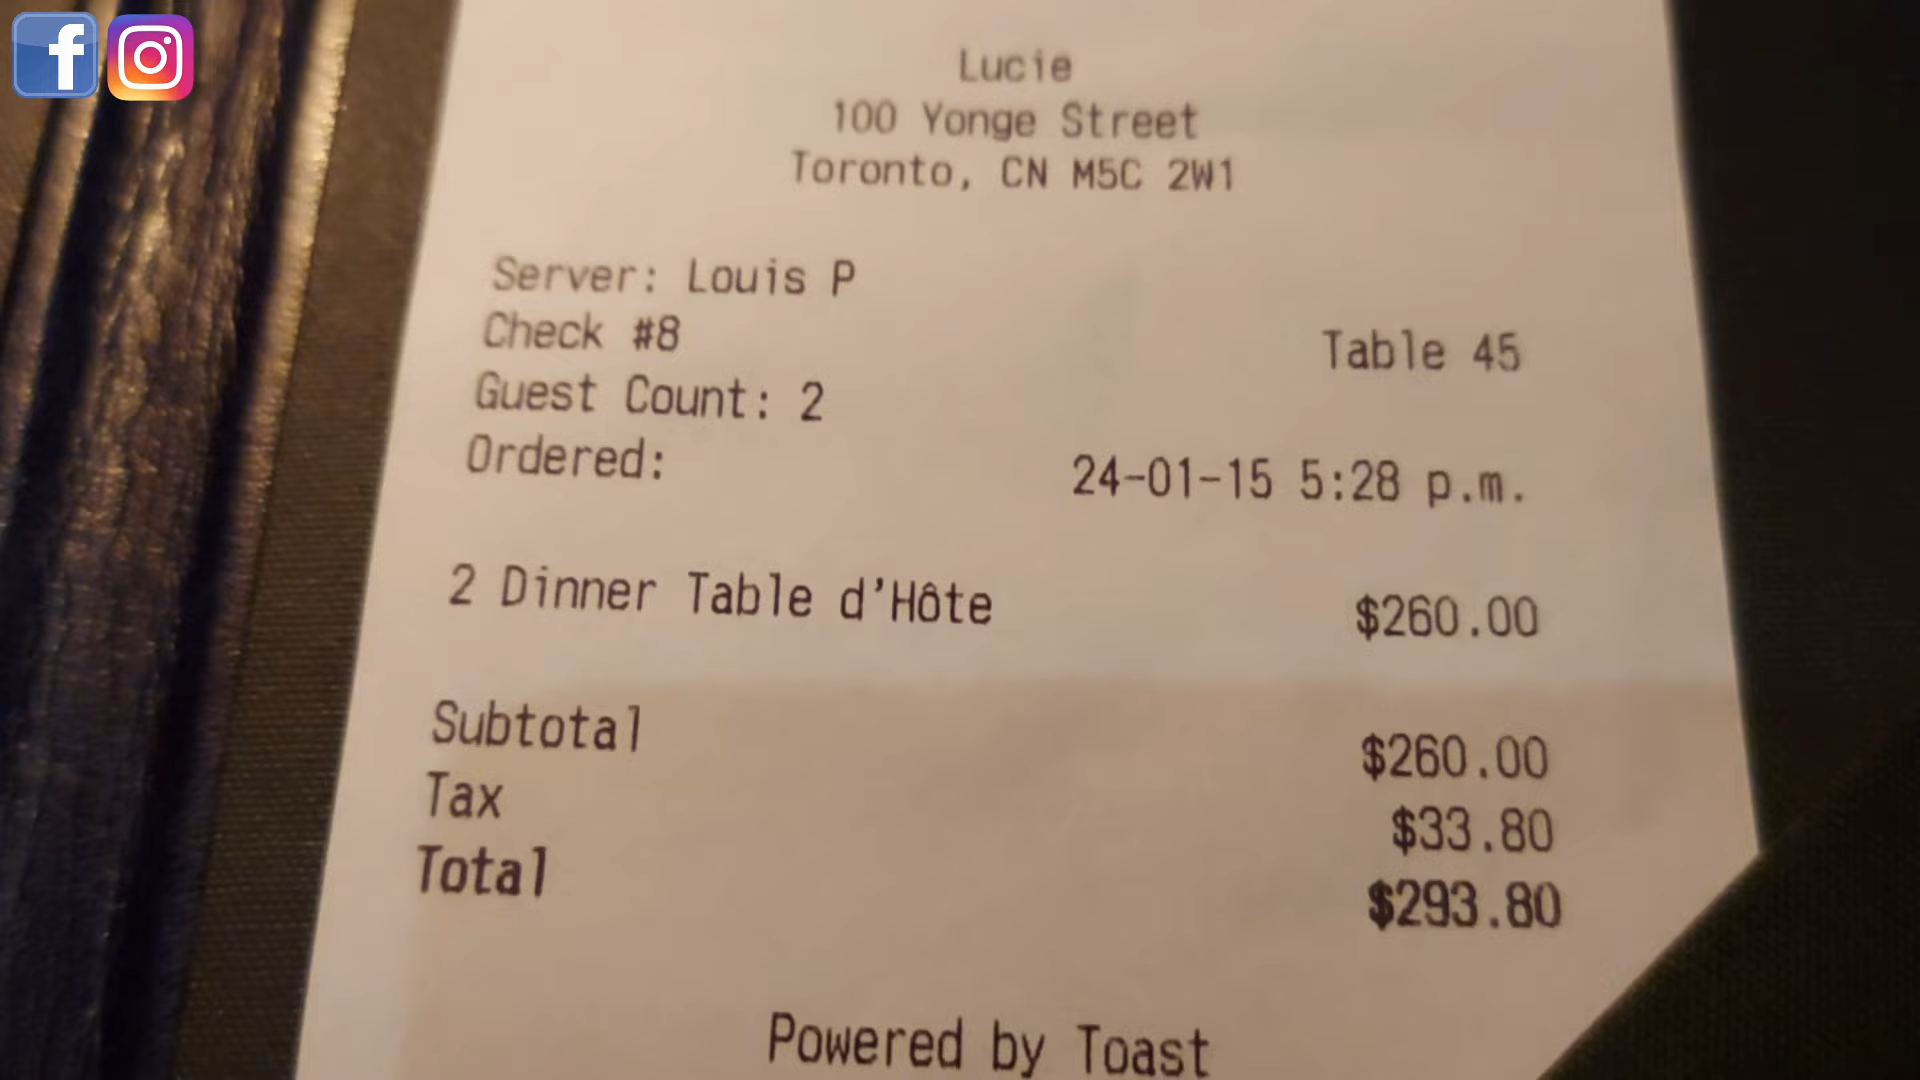 Lucie
100 Yonge Street
Toronto, CN M5C 2W1
Server: Louis P
Check #8
Table 45
Guest Count: 2
Ordered:
24-01-15 5:28 p.m.
2 Dinner Table d'Hôte
$260.00
Subtotal
$260.00
Tax
$33.80
Total
$293.80
Powered by Toast